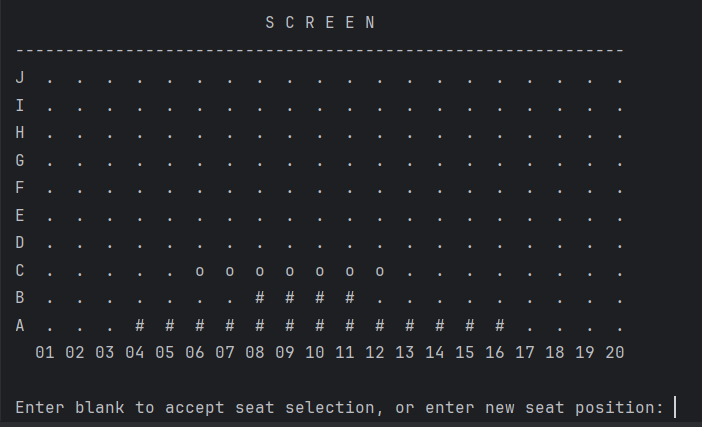 S C R E E N
-------------------------------------------------------------
J . . . . . . . . . . . . . . . . . . . .
I . . . . . . . . . . . . . . . . . . . .
H . . . . . . . . . . . . . . . . . . . .
G . . . . . . . . . . . . . . . . . . . .
F . . . . . . . . . . . . . . . . . . . .
E . . . . . . . . . . . . . . . . . . . .
D . . . . . . . . . . . . . . . . . . . .
C . . . . . o o o o o o o . . . . . . . .
B . . . . . . . # # # # . . . . . . . . .
A . . . # # # # # # # # # # # # # . . . .
01 02 03 04 05 06 07 08 09 10 11 12 13 14 15 16 17 18 19 20
Enter blank to accept seat selection, or enter new seat position: